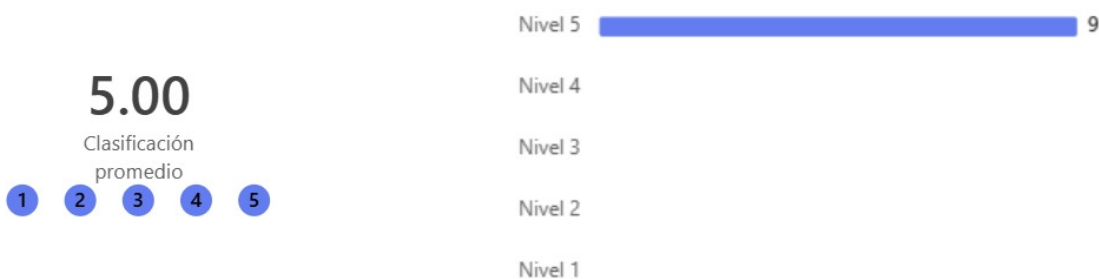 5.00
Clasificación
promedio
1 2 3 4 5
Nivel 5 9
Nivel 4
Nivel 3
Nivel 2
Nivel 1